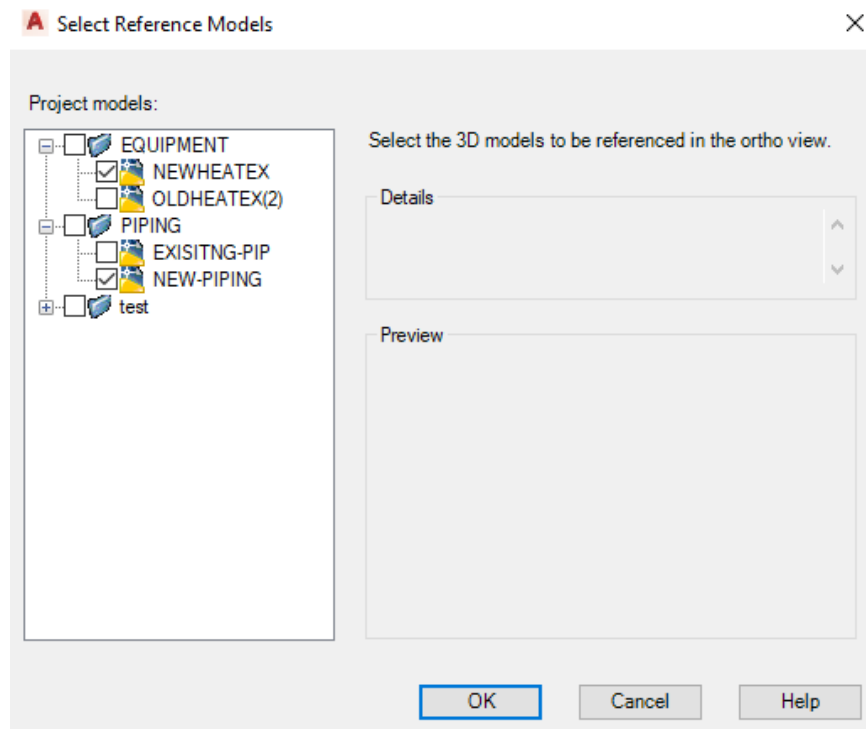 Select Reference Models
Project models:
EQUIPMENT
NEWHEATEX
OLDHEATEX(2)
PIPING
EXISITNG-PIP
NEW-PIPING
test
Select the 3D models to be referenced in the ortho view.
Details
Preview
OK
Cancel
Help